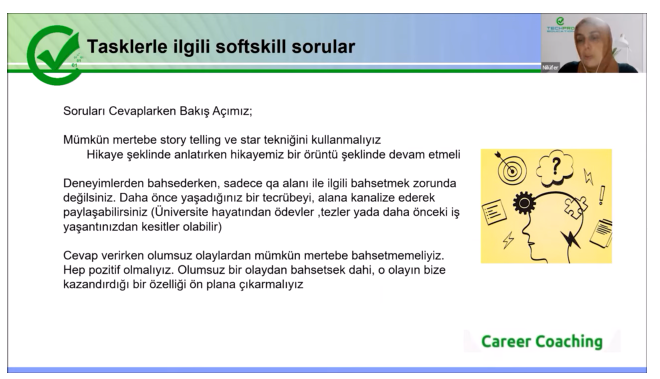 Tasklerle ilgili softskill sorular
TECHPRO
Nilüfer
Soruları Cevaplarken Bakış Açımız;
Mümkün mertebe story telling ve star tekniğini kullanmalıyız
Hikaye şeklinde anlatırken hikayemiz bir örüntü şeklinde devam etmeli
Deneyimlerden bahsederken, sadece qa alanı ile ilgili bahsetmek zorunda
değilsiniz. Daha önce yaşadığınız bir tecrübeyi, alana kanalize ederek
paylaşabilirsiniz (Üniversite hayatından ödevler ,tezler yada daha önceki iş
yaşantınızdan kesitler olabilir)
Cevap verirken olumsuz olaylardan mümkün mertebe bahsetmemeliyiz.
Hep pozitif olmalıyız. Olumsuz bir olaydan bahsetsek dahi, o olayın bize
kazandırdığı bir özelliği ön plana çıkarmalıyız
?
Career Coaching